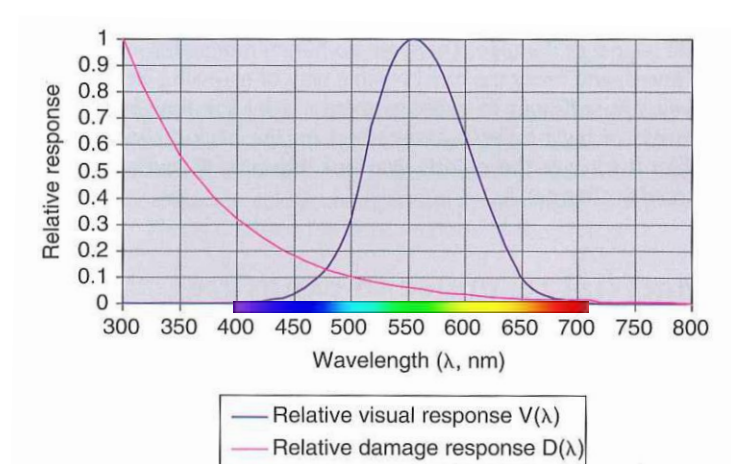 1
0.9
0.8
0.7
0.6
0.5
0.4
0.3
0.2
0.1
0
Relative response
300 350 400 450 500 550 600 650 700 750 800
Wavelength (λ, nm)
Relative visual response V(λ)
Relative damage response D(λ)